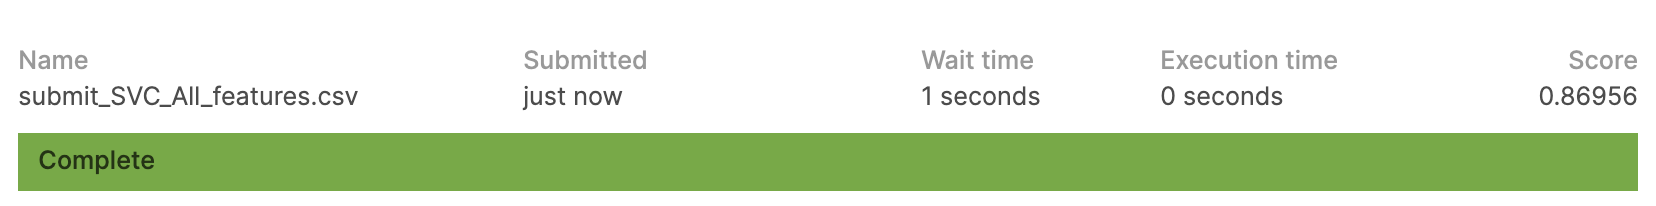 Name Submitted Wait time Execution time Score
submit_SVC_All_features.csv just now 1 seconds 0 seconds 0.86956
Complete